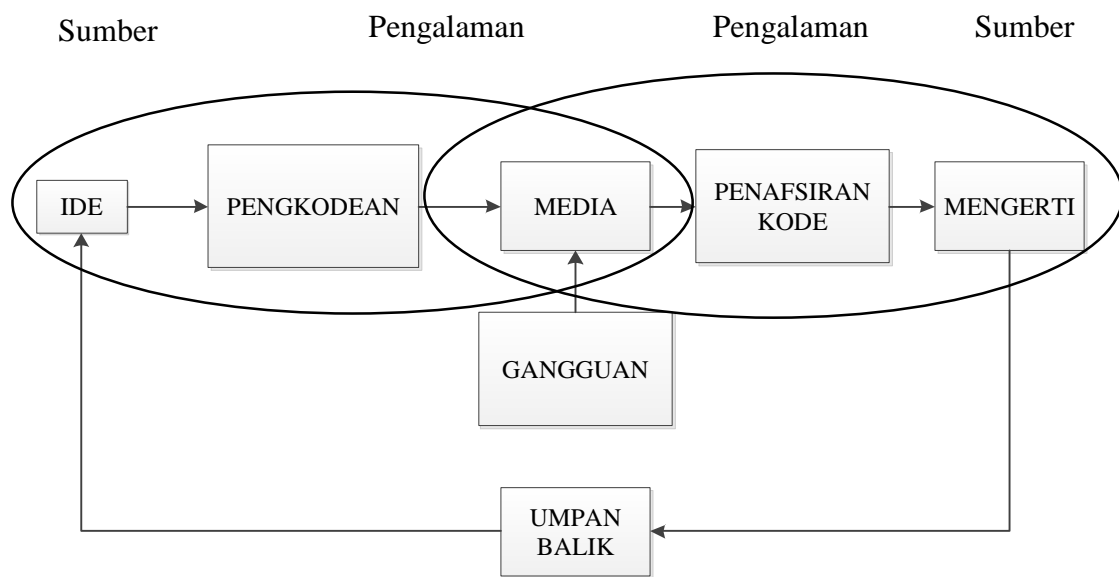 Sumber
Pengalaman
Pengalaman
Sumber
IDE
PENGKODEAN
MEDIA
PENAFSIRAN
KODE
MENGERTI
GANGGUAN
UMPAN
BALIK